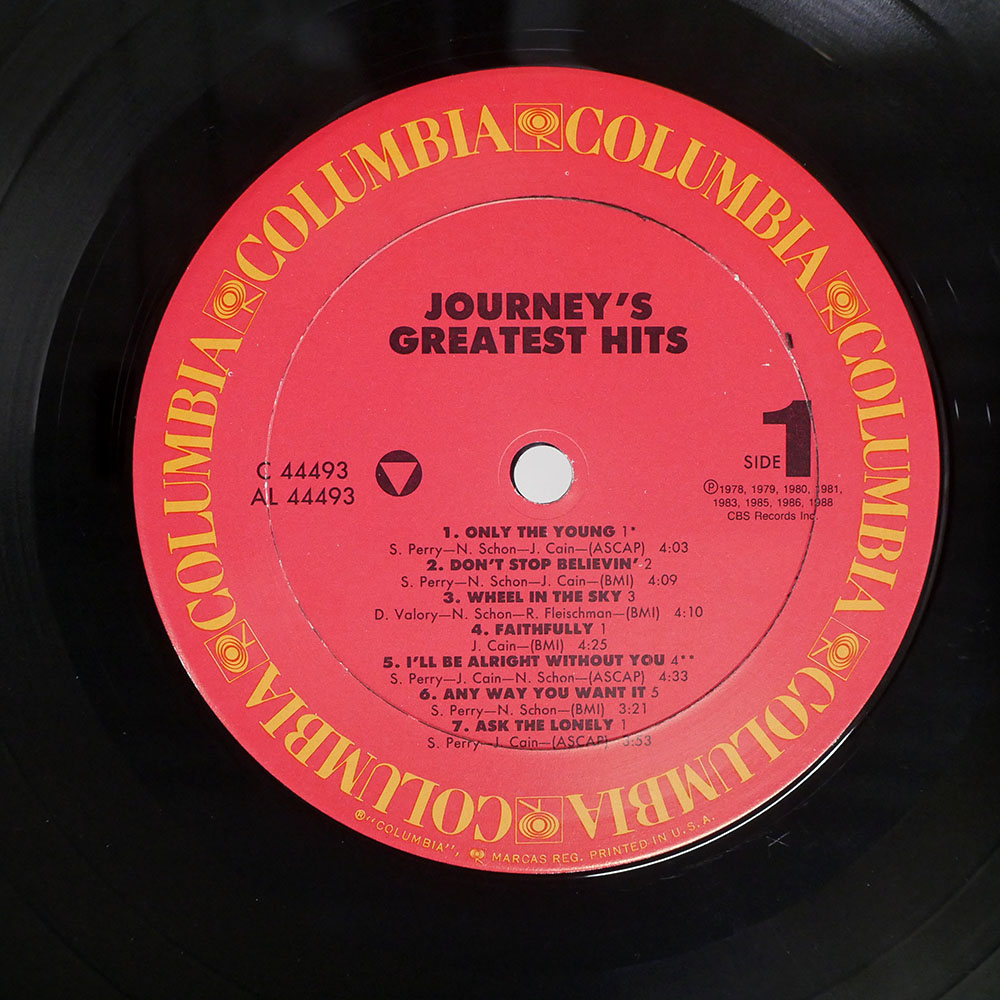 COLUMBIA COLUMBIA COLUMBIA COLUMBIA COLUMBIA COLUMBIA COLUMBIA COLUMBIA
JOURNEY'S
GREATEST HITS
C 44493
AL 44493
SIDE 1
℗1978, 1979, 1980, 1981,
1983, 1985, 1986, 1988
CBS Records Inc.
1. ONLY THE YOUNG 1*
S. Perry—N. Schon—J. Cain—(ASCAP) 4:03
2. DON'T STOP BELIEVIN' 2
S. Perry—N. Schon—J. Cain—(BMI) 4:09
3. WHEEL IN THE SKY 3
D. Valory—N. Schon—R. Fleischman—(BMI) 4:10
4. FAITHFULLY 1
J. Cain—(BMI) 4:25
5. I'LL BE ALRIGHT WITHOUT YOU 4**
S. Perry—J. Cain—N. Schon—(ASCAP) 4:33
6. ANY WAY YOU WANT IT 5
S. Perry—N. Schon—(BMI) 3:21
7. ASK THE LONELY 1
S. Perry—J. Cain—(ASCAP) 3:53
®"COLUMBIA", MARCAS REG. PRINTED IN U.S.A.